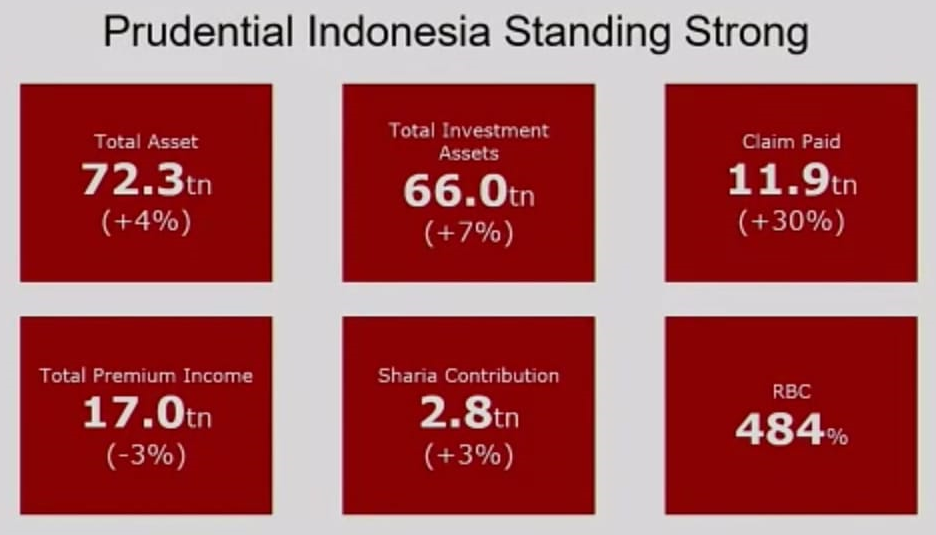 Prudential Indonesia Standing Strong
Total Asset
72.3tn
(+4%)
Total Investment
Assets
66.0tn
(+7%)
Claim Paid
11.9tn
(+30%)
Total Premium Income
17.0tn
(-3%)
Sharia Contribution
2.8tn
(+3%)
RBC
484%